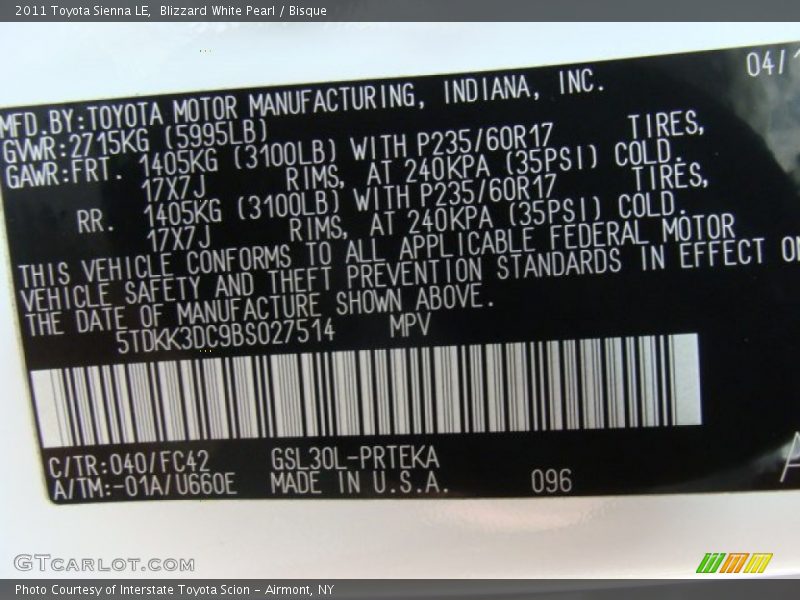 2011 Toyota Sienna LE,  Blizzard White Pearl / Bisque
04/1
MFD.BY:TOYOTA MOTOR MANUFACTURING, INDIANA, INC.
GVWR:2715KG (5995LB)
GAWR:FRT. 1405KG (3100LB) WITH P235/60R17 TIRES,
17X7J RIMS, AT 240KPA (35PSI) COLD.
RR. 1405KG (3100LB) WITH P235/60R17 TIRES,
17X7J RIMS, AT 240KPA (35PSI) COLD.
THIS VEHICLE CONFORMS TO ALL APPLICABLE FEDERAL MOTOR
VEHICLE SAFETY AND THEFT PREVENTION STANDARDS IN EFFECT ON
THE DATE OF MANUFACTURE SHOWN ABOVE.
5TDKK3DC9BS027514 MPV
C/TR:040/FC42 GSL30L-PRTEKA
A/TM:-01A/U660E MADE IN U.S.A. 096
GTCARLOT.COM
Photo Courtesy of Interstate Toyota Scion - Airmont, NY